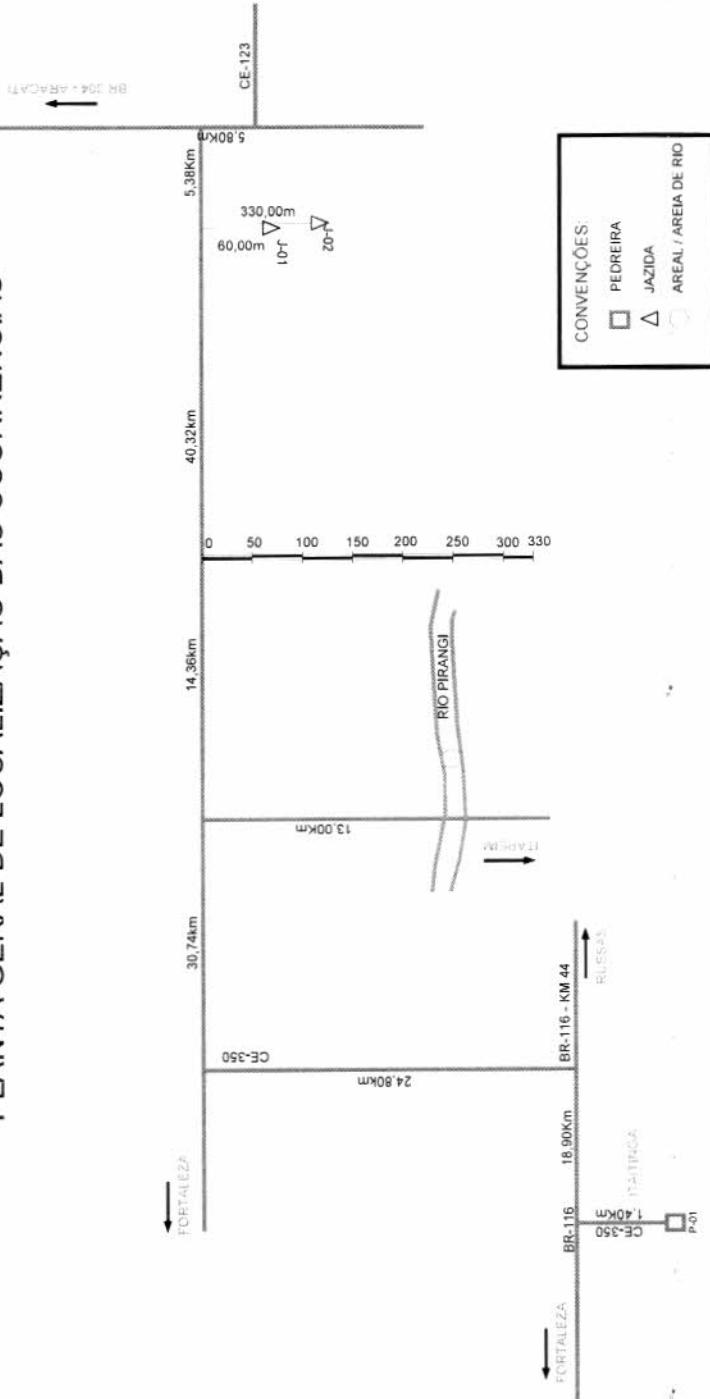 PLANTA GERAL DE LOCALIZAÇÃO DAS OCORRÊNCIAS
BR 304 - ARACATI
CE-123
5,80Km
5,38Km
330,00m
60,00m
J-01
J-02
40,32km
0 50 100 150 200 250 300 330
14,36km
RIO PIRANGI
13,00Km
ITAPEIM
30,74km
CE-350
24,80km
FORTALEZA
BR-116 - KM 44
RUSSAS
18,90Km
BR-116
FORTALEZA
ITAITINGA
1,40Km
CE-350
P-01
CONVENÇÕES:
PEDREIRA
JAZIDA
AREAL / AREIA DE RIO